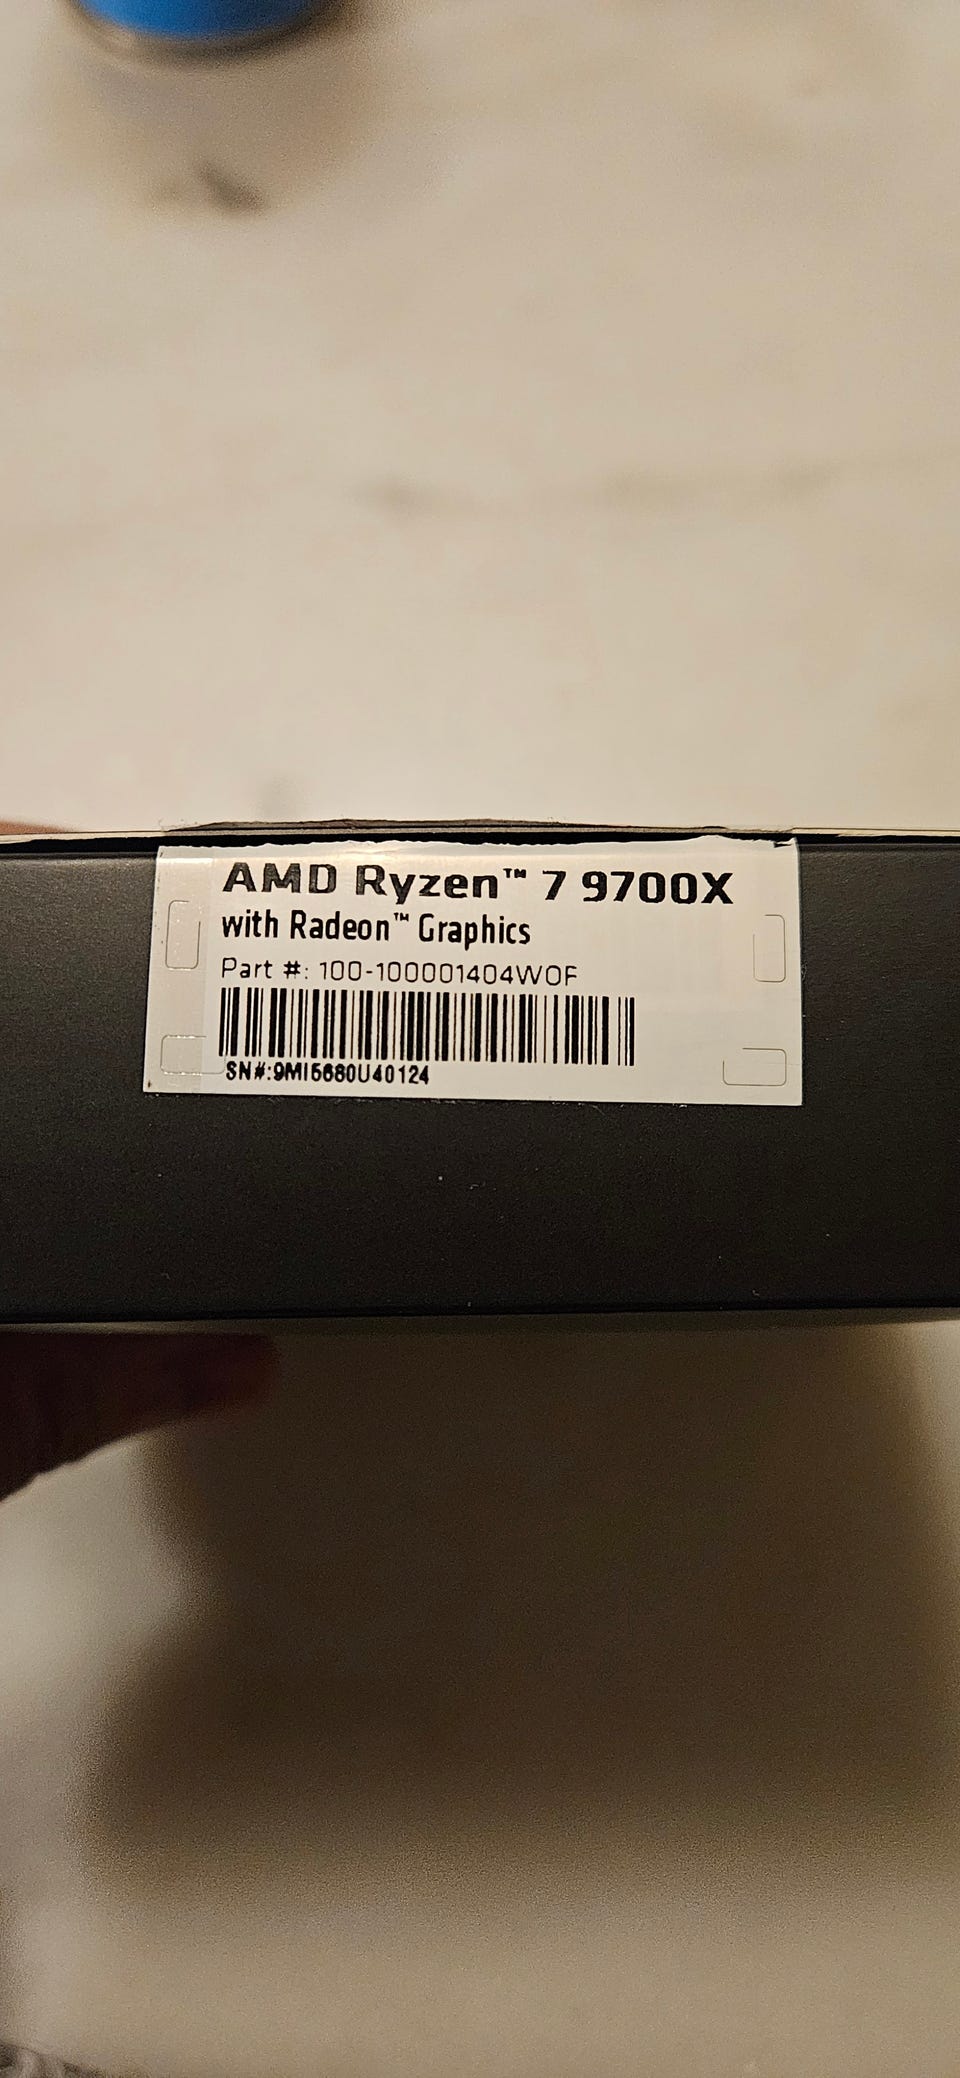 AMD Ryzen™ 7 9700X
with Radeon™ Graphics
Part #: 100-100001404WOF
SN#:9MI5680U40124